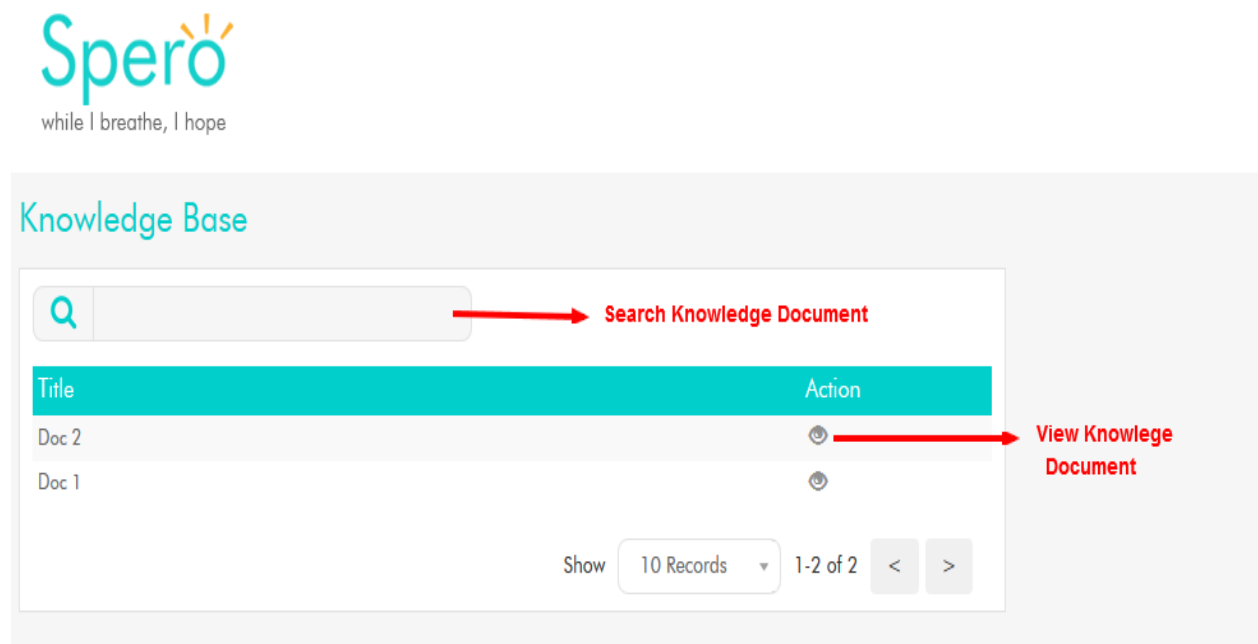 Spero
while I breathe, I hope
Knowledge Base
Search Knowledge Document
Title Action
Doc 2
View Knowlege
Document
Doc 1
Show 10 Records 1-2 of 2 < >